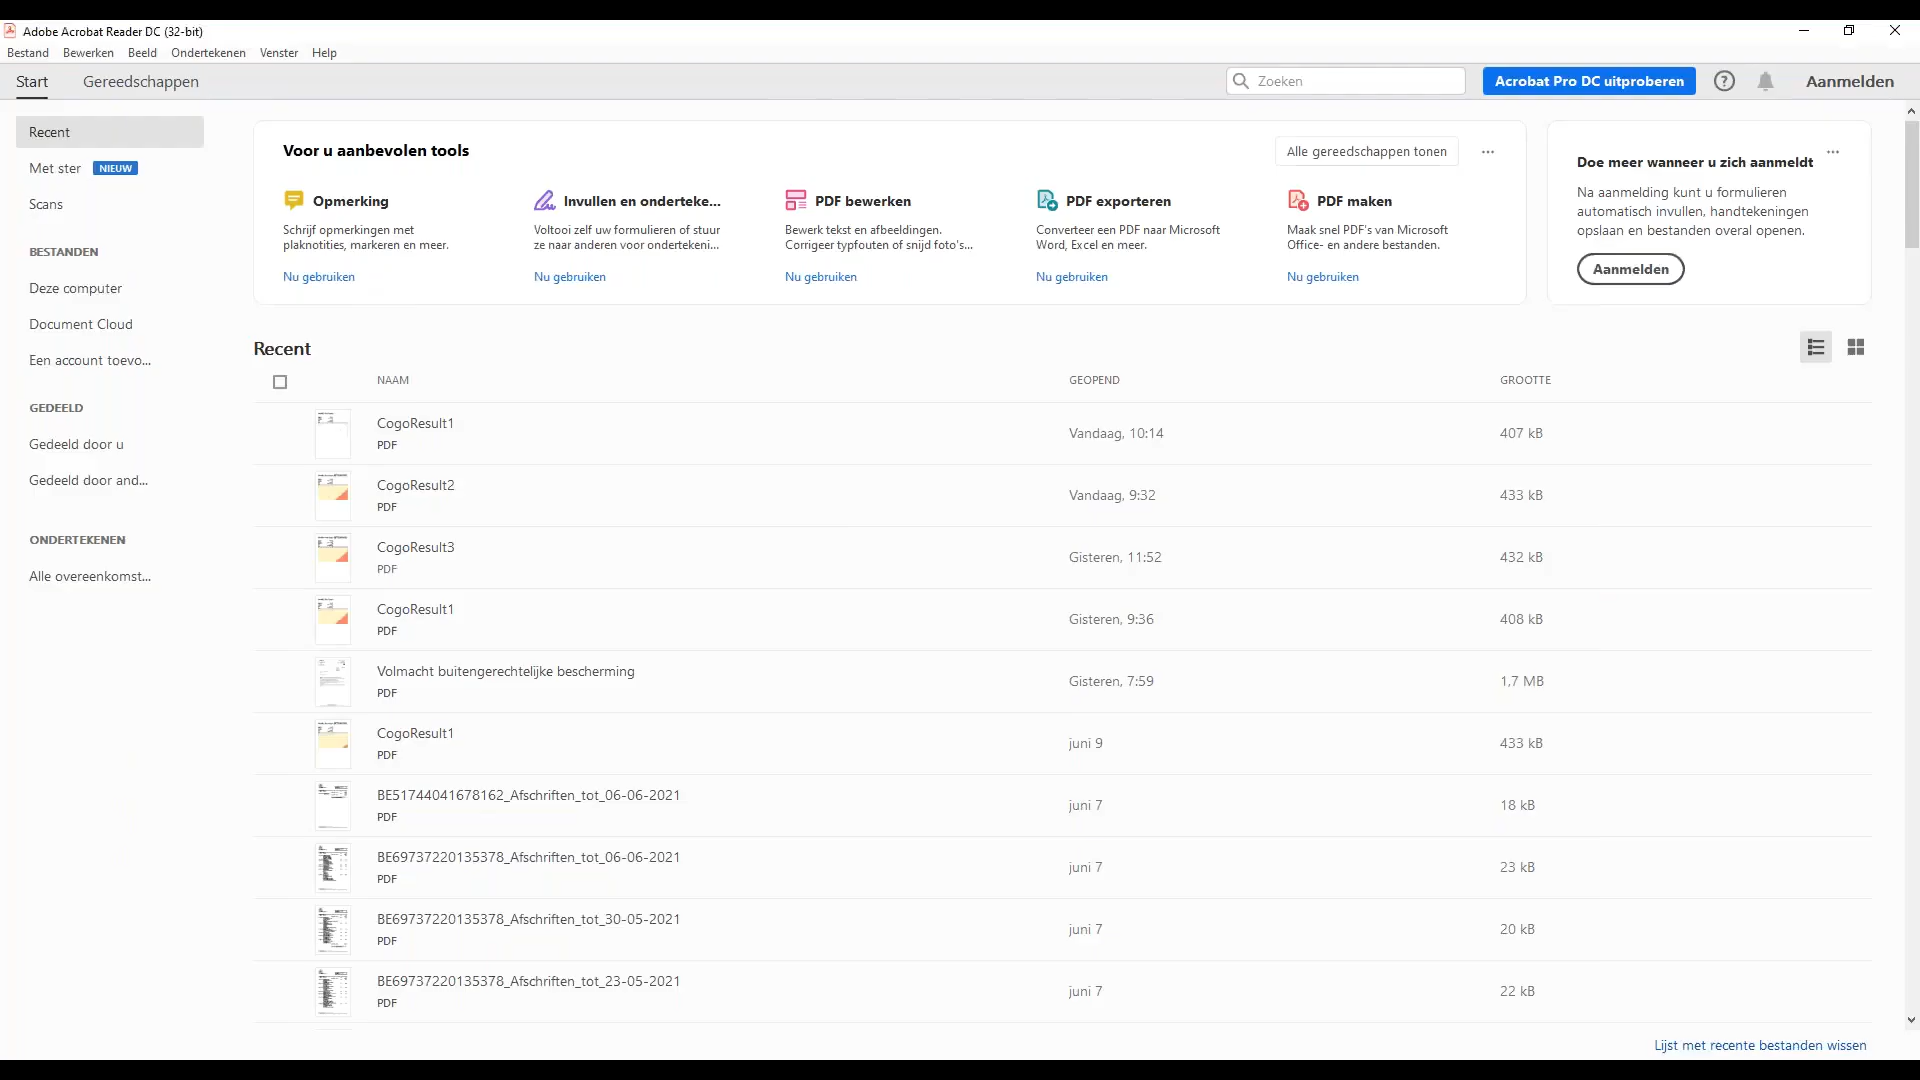 Adobe Acrobat Reader DC (32-bit)
Bestand Bewerken Beeld Ondertekenen Venster Help
Start Gereedschappen Zoeken Acrobat Pro DC uitproberen Aanmelden
Recent
Met ster NIEUW
Scans
BESTANDEN
Deze computer
Document Cloud
Een account toevo...
GEDEELD
Gedeeld door u
Gedeeld door and...
ONDERTEKENEN
Alle overeenkomst...
Voor u aanbevolen tools
Alle gereedschappen tonen
Opmerking
Schrijf opmerkingen met
plaknotities, markeren en meer.
Nu gebruiken
Invullen en onderteke...
Voltooi zelf uw formulieren of stuur
ze naar anderen voor ondertekeni...
Nu gebruiken
PDF bewerken
Bewerk tekst en afbeeldingen.
Corrigeer typfouten of snijd foto's...
Nu gebruiken
PDF exporteren
Converteer een PDF naar Microsoft
Word, Excel en meer.
Nu gebruiken
PDF maken
Maak snel PDF's van Microsoft
Office- en andere bestanden.
Nu gebruiken
Doe meer wanneer u zich aanmeldt
Na aanmelding kunt u formulieren
automatisch invullen, handtekeningen
opslaan en bestanden overal openen.
Aanmelden
Recent
NAAM GEOPEND GROOTTE
CogoResult1
PDF
Vandaag, 10:14 407 kB
CogoResult2
PDF
Vandaag, 9:32 433 kB
CogoResult3
PDF
Gisteren, 11:52 432 kB
CogoResult1
PDF
Gisteren, 9:36 408 kB
Volmacht buitengerechtelijke bescherming
PDF
Gisteren, 7:59 1,7 MB
CogoResult1
PDF
juni 9 433 kB
BE51744041678162_Afschriften_tot_06-06-2021
PDF
juni 7 18 kB
BE69737220135378_Afschriften_tot_06-06-2021
PDF
juni 7 23 kB
BE69737220135378_Afschriften_tot_30-05-2021
PDF
juni 7 20 kB
BE69737220135378_Afschriften_tot_23-05-2021
PDF
juni 7 22 kB
Lijst met recente bestanden wissen